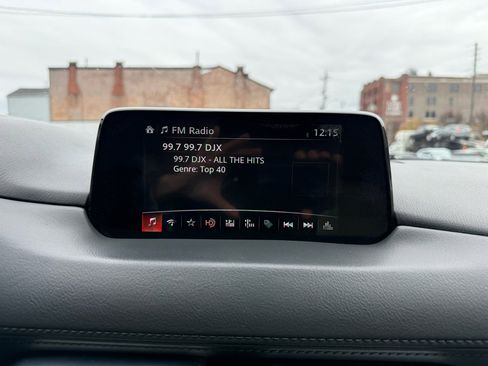 FM Radio 12:15
99.7 99.7 DJX
99.7 DJX - ALL THE HITS
Genre: Top 40